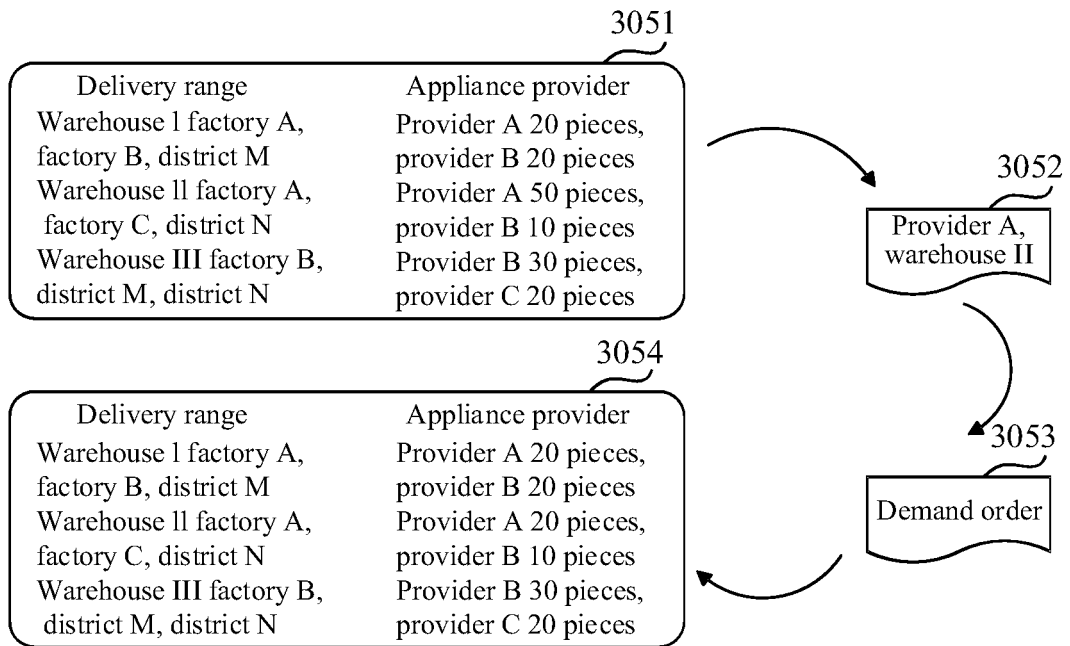 3051
Delivery range Appliance provider
Warehouse l factory A, Provider A 20 pieces,
factory B, district M provider B 20 pieces
Warehouse ll factory A, Provider A 50 pieces,
factory C, district N provider B 10 pieces
Warehouse III factory B, Provider B 30 pieces,
district M, district N provider C 20 pieces
3052
Provider A,
warehouse II
3053
Demand order
3054
Delivery range Appliance provider
Warehouse l factory A, Provider A 20 pieces,
factory B, district M provider B 20 pieces
Warehouse ll factory A, Provider A 20 pieces,
factory C, district N provider B 10 pieces
Warehouse III factory B, Provider B 30 pieces,
district M, district N provider C 20 pieces